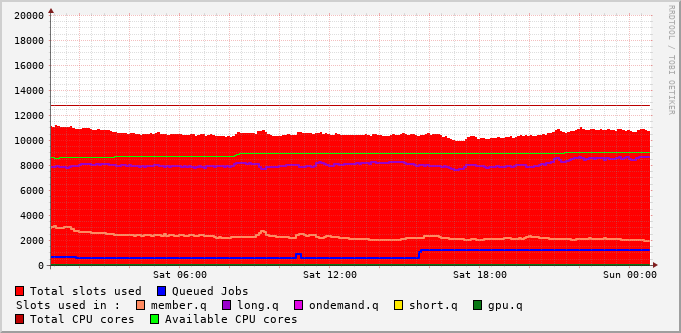 20000
18000
16000
14000
12000
10000
8000
6000
4000
2000
0
Sat 06:00 Sat 12:00 Sat 18:00 Sun 00:00
RRDTOOL / TOBI OETIKER
Total slots used Queued Jobs
Slots used in : member.q long.q ondemand.q short.q gpu.q
Total CPU cores Available CPU cores